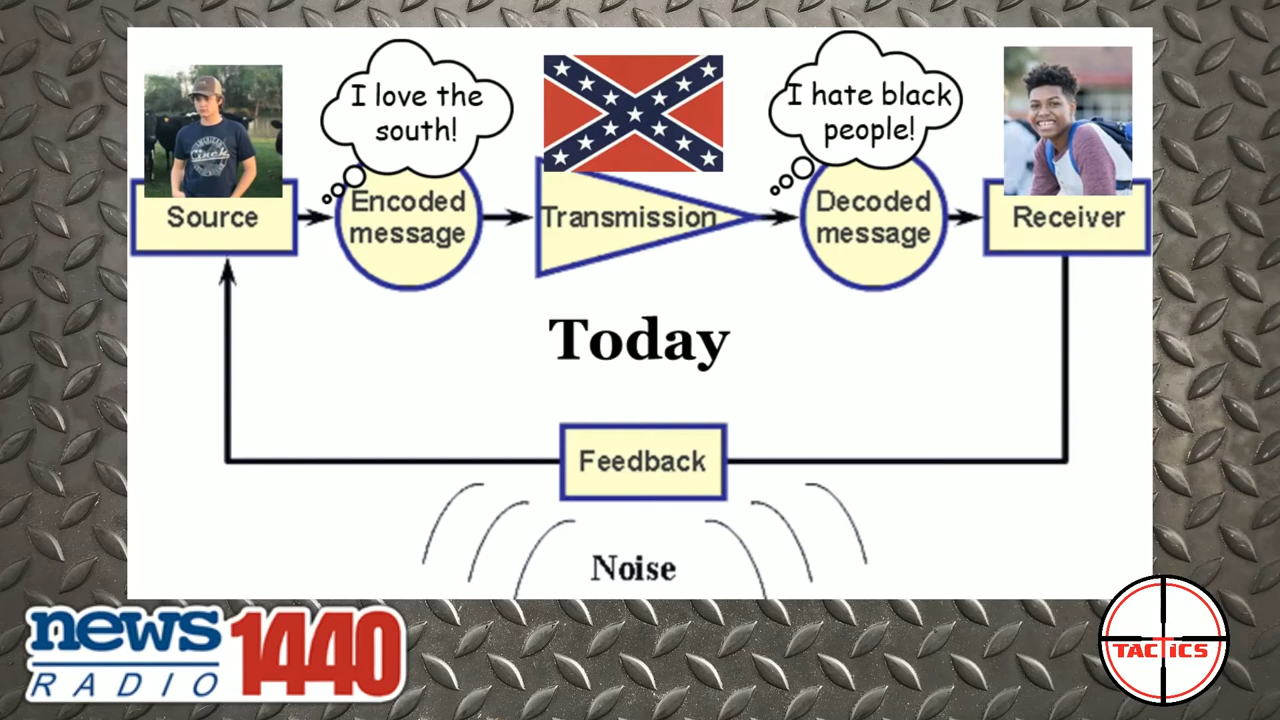 I love the
south!
I hate black
people!
Source
Encoded
message
Transmission
Decoded
message
Receiver
Today
Feedback
Noise
news
RADIO
1440
TACTICS